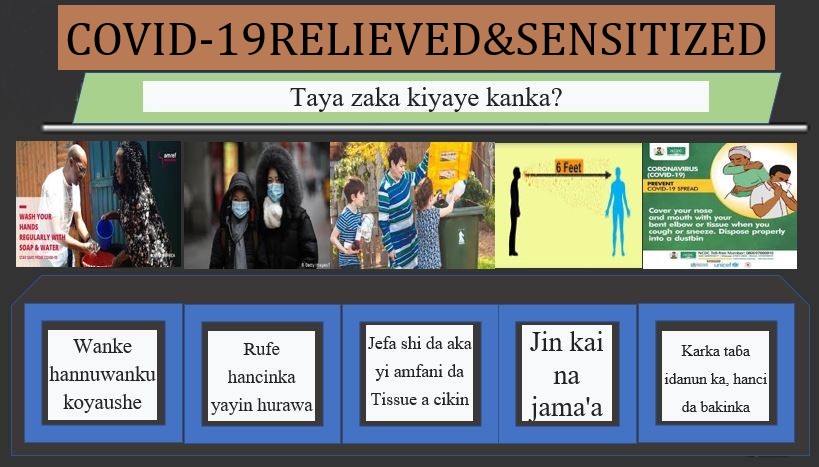 COVID-19RELIEVED&SENSITIZED
Taya zaka kiyaye kanka?
amref
WASH YOUR
HANDS
REGULARLY WITH
SOAP & WATER
STAY SAFE FROM COVID-19
6 Feet
CORONAVIRUS
(COVID-19)
PREVENT
COVID-19 SPREAD
Cover your nose
and mouth with your
bent elbow or tissue when you
cough or sneeze. Dispose properly
into a dustbin
unicef
Wanke
hannuwanku
koyaushe
Rufe
hancinka
yayin hurawa
Jefa shi da aka
yi amfani da
Tissue a cikin
Jin kai
na
jama'a
Karka taɓa
idanun ka, hanci
da bakinka